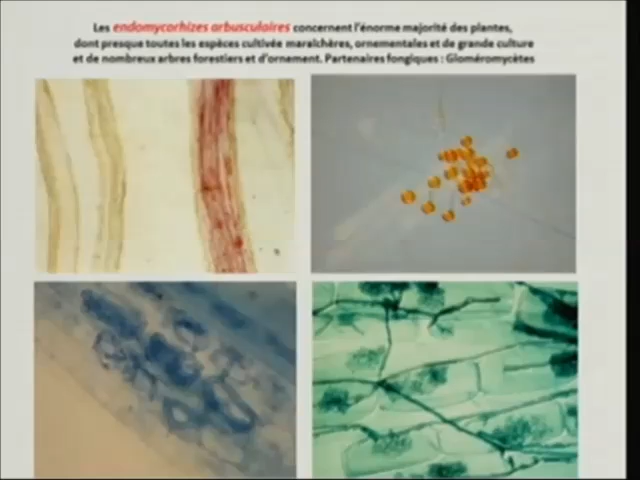 Les endomycorhizes arbusculaires concernent l'énorme majorité des plantes,
dont presque toutes les espèces cultivée maraîchères, ornementales et de grande culture
et de nombreux arbres forestiers et d'ornement. Partenaires fongiques : Gloméromycètes